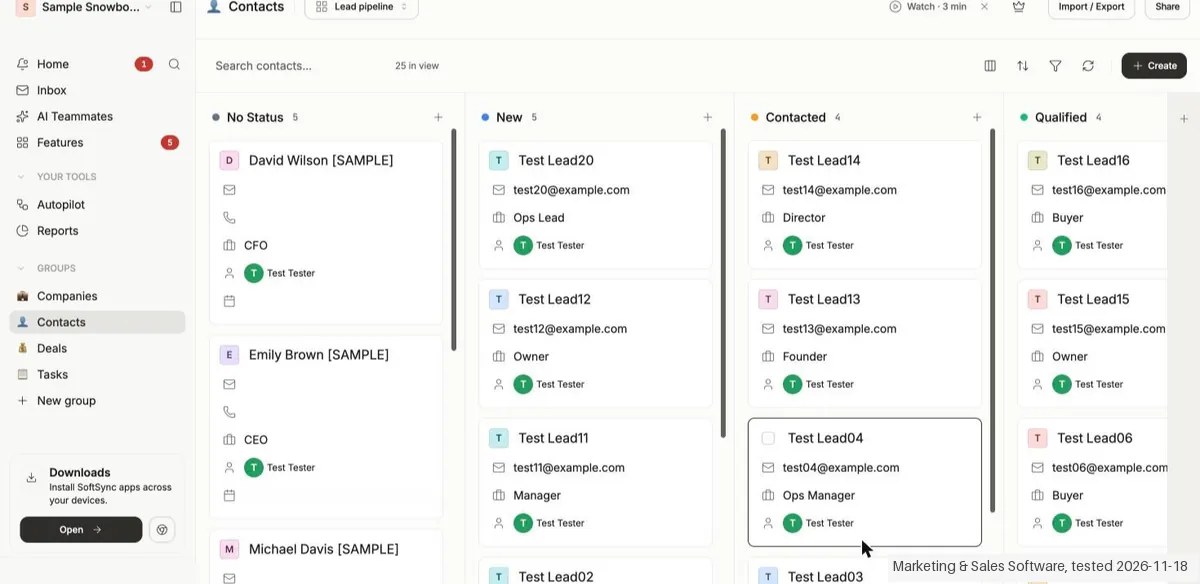 S Sample Snowbo...
Home 1
Inbox
AI Teammates
Features 5
YOUR TOOLS
Autopilot
Reports
GROUPS
Companies
Contacts
Deals
Tasks
New group
Downloads
Install SoftSync apps across
your devices.
Open →
Contacts
Lead pipeline
Watch · 3 min
Import / Export
Share
Search contacts...
25 in view
+ Create
No Status 5
D David Wilson [SAMPLE]
CFO
T Test Tester
E Emily Brown [SAMPLE]
CEO
T Test Tester
M Michael Davis [SAMPLE]
New 5
T Test Lead20
test20@example.com
Ops Lead
T Test Tester
T Test Lead12
test12@example.com
Owner
T Test Tester
T Test Lead11
test11@example.com
Manager
T Test Tester
T Test Lead02
Contacted 4
T Test Lead14
test14@example.com
Director
T Test Tester
T Test Lead13
test13@example.com
Founder
T Test Tester
Test Lead04
test04@example.com
Ops Manager
T Test Tester
T Test Lead03
Qualified 4
T Test Lead16
test16@example.com
Buyer
T Test Tester
T Test Lead15
test15@example.com
Owner
T Test Tester
T Test Lead06
test06@example.com
Buyer
T Test Tester
Marketing & Sales Software, tested 2026-11-18